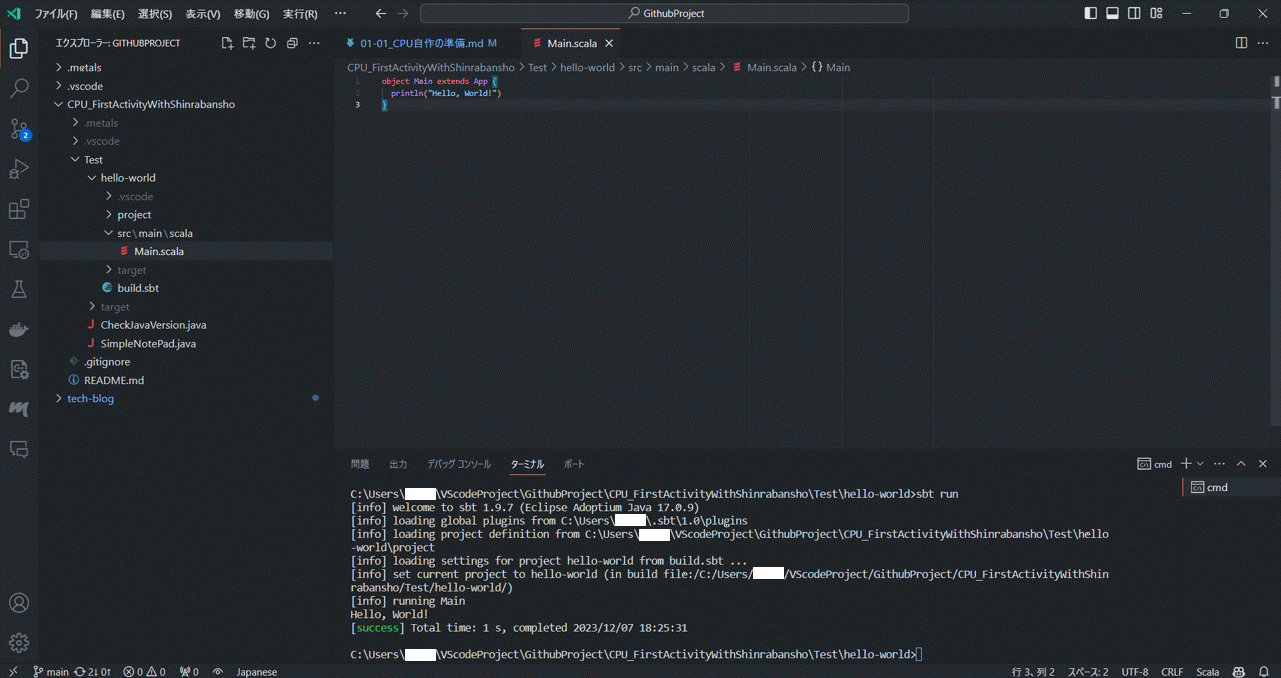 ファイル(F) 編集(E) 選択(S) 表示(V) 移動(G) 実行(R) ··· GithubProject
エクスプローラー: GITHUBPROJECT
.metals
.vscode
CPU_FirstActivityWithShinrabansho
.metals
.vscode
Test
hello-world
.vscode
project
src\main\scala
Main.scala
target
build.sbt
target
CheckJavaVersion.java
SimpleNotePad.java
.gitignore
README.md
tech-blog
2
01-01_CPU自作の準備.md M Main.scala
CPU_FirstActivityWithShinrabansho > Test > hello-world > src > main > scala > Main.scala > {} Main
1 object Main extends App {
2 println("Hello, World!")
3 }
問題 出力 デバッグ コンソール ターミナル ポート cmd
cmd
C:\Users\ \VScodeProject\GithubProject\CPU_FirstActivityWithShinrabansho\Test\hello-world>sbt run
[info] welcome to sbt 1.9.7 (Eclipse Adoptium Java 17.0.9)
[info] loading global plugins from C:\Users\ \.sbt\1.0\plugins
[info] loading project definition from C:\Users\ \VScodeProject\GithubProject\CPU_FirstActivityWithShinrabansho\Test\hello
-world\project
[info] loading settings for project hello-world from build.sbt ...
[info] set current project to hello-world (in build file:/C:/Users/ /VScodeProject/GithubProject/CPU_FirstActivityWithShin
rabansho/Test/hello-world/)
[info] running Main
Hello, World!
[success] Total time: 1 s, completed 2023/12/07 18:25:31
C:\Users\ \VScodeProject\GithubProject\CPU_FirstActivityWithShinrabansho\Test\hello-world>
main 2↓ 0↑ 0 0 0 Japanese 行 3、列 2 スペース: 2 UTF-8 CRLF Scala